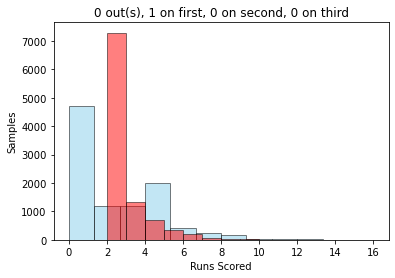 0 out(s), 1 on first, 0 on second, 0 on third
7000
6000
5000
4000
3000
2000
1000
0
Samples
0 2 4 6 8 10 12 14 16
Runs Scored